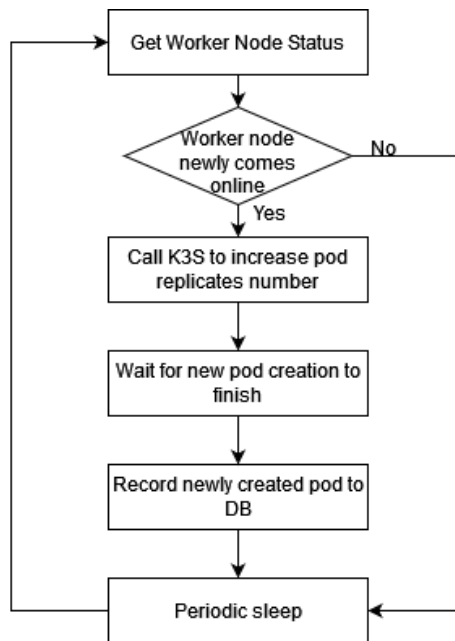 Get Worker Node Status
Worker node
newly comes
online
No
Yes
Call K3S to increase pod
replicates number
Wait for new pod creation to
finish
Record newly created pod to
DB
Periodic sleep